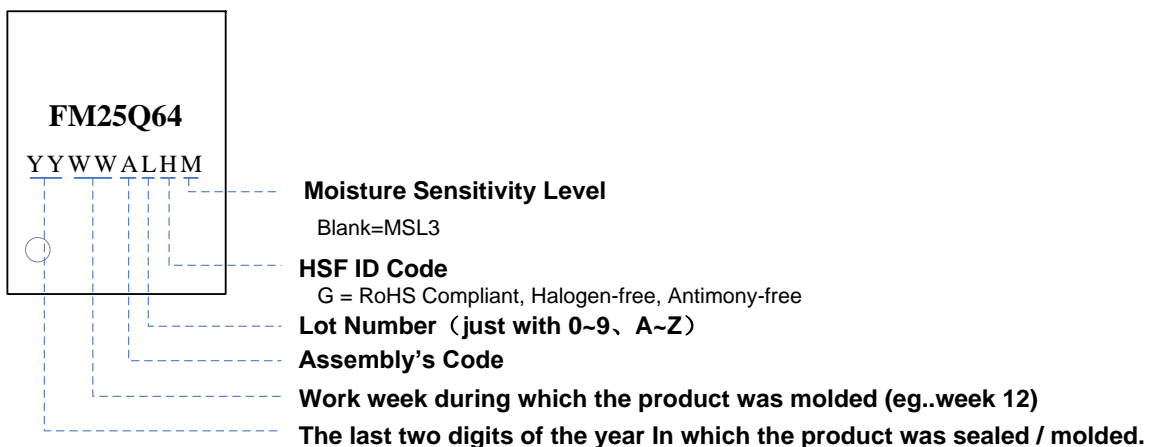 FM25Q64
YYWWALHM
Moisture Sensitivity Level
Blank=MSL3
HSF ID Code
G = RoHS Compliant, Halogen-free, Antimony-free
Lot Number（just with 0~9、A~Z）
Assembly’s Code
Work week during which the product was molded (eg..week 12)
The last two digits of the year In which the product was sealed / molded.